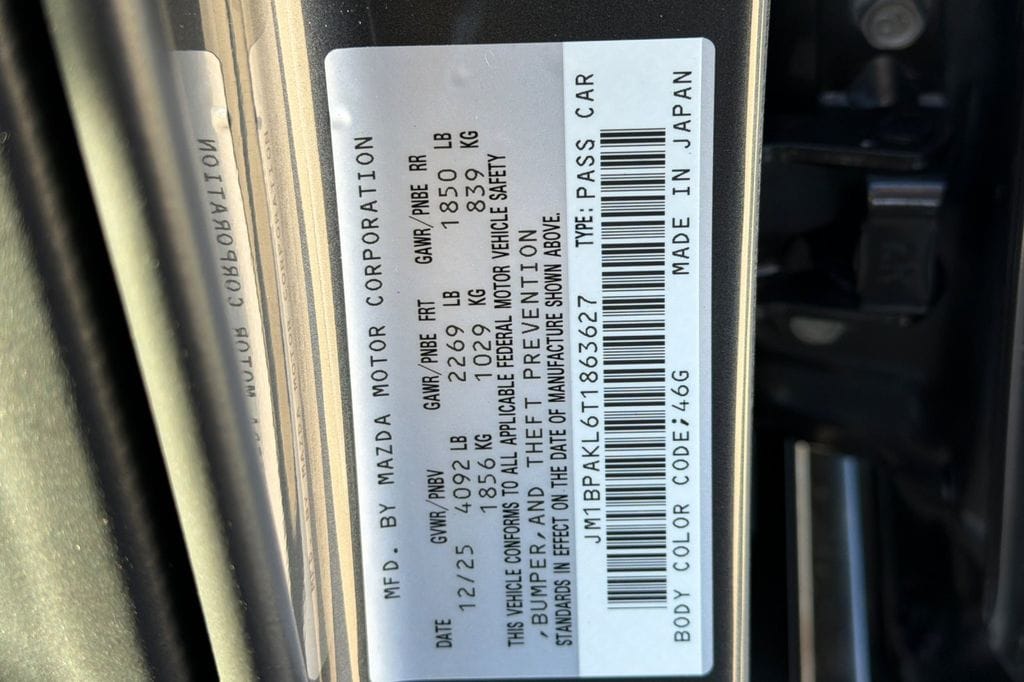 MFD. BY MAZDA MOTOR CORPORATION
DATE GVWR/PNBV GAWR/PNBE FRT GAWR/PNBE RR
12/25 4092 LB 2269 LB 1850 LB
1856 KG 1029 KG 839 KG
THIS VEHICLE CONFORMS TO ALL APPLICABLE FEDERAL MOTOR VEHICLE SAFETY
,BUMPER,AND THEFT PREVENTION
STANDARDS IN EFFECT ON THE DATE OF MANUFACTURE SHOWN ABOVE.
JM1BPAKL6T1863627 TYPE:PASS CAR
BODY COLOR CODE;46G MADE IN JAPAN
MOTOR CORPORATION